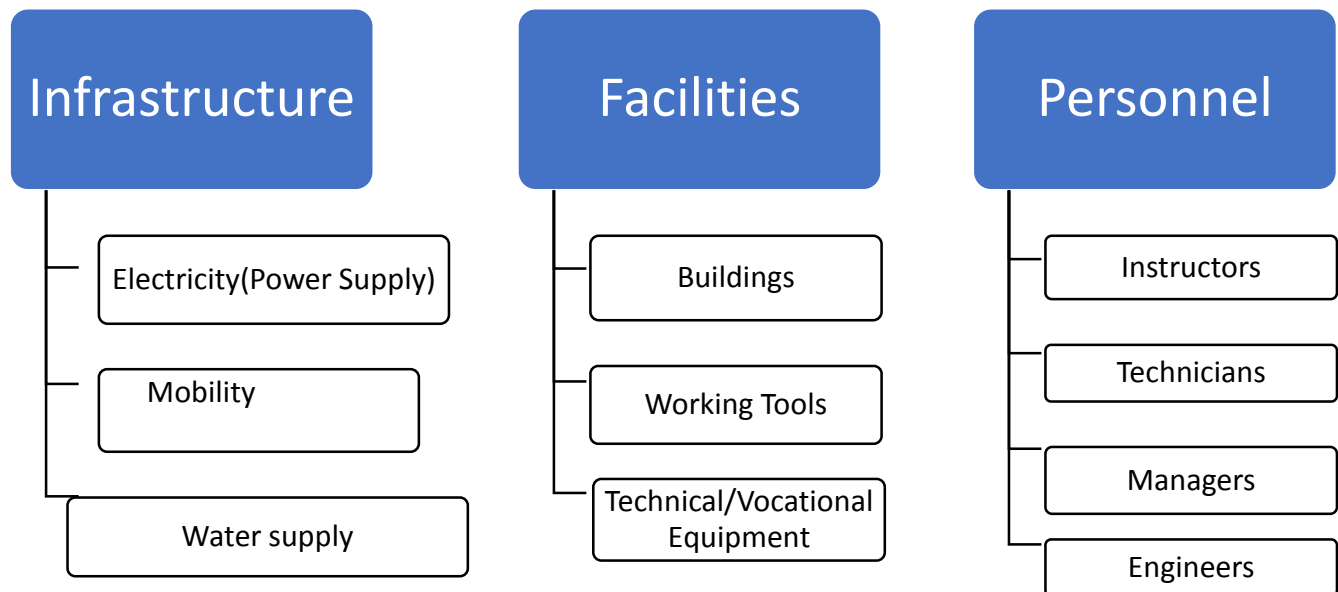 Infrastructure
Electricity(Power Supply)
Mobility
Water supply
Facilities
Buildings
Working Tools
Technical/Vocational
Equipment
Personnel
Instructors
Technicians
Managers
Engineers